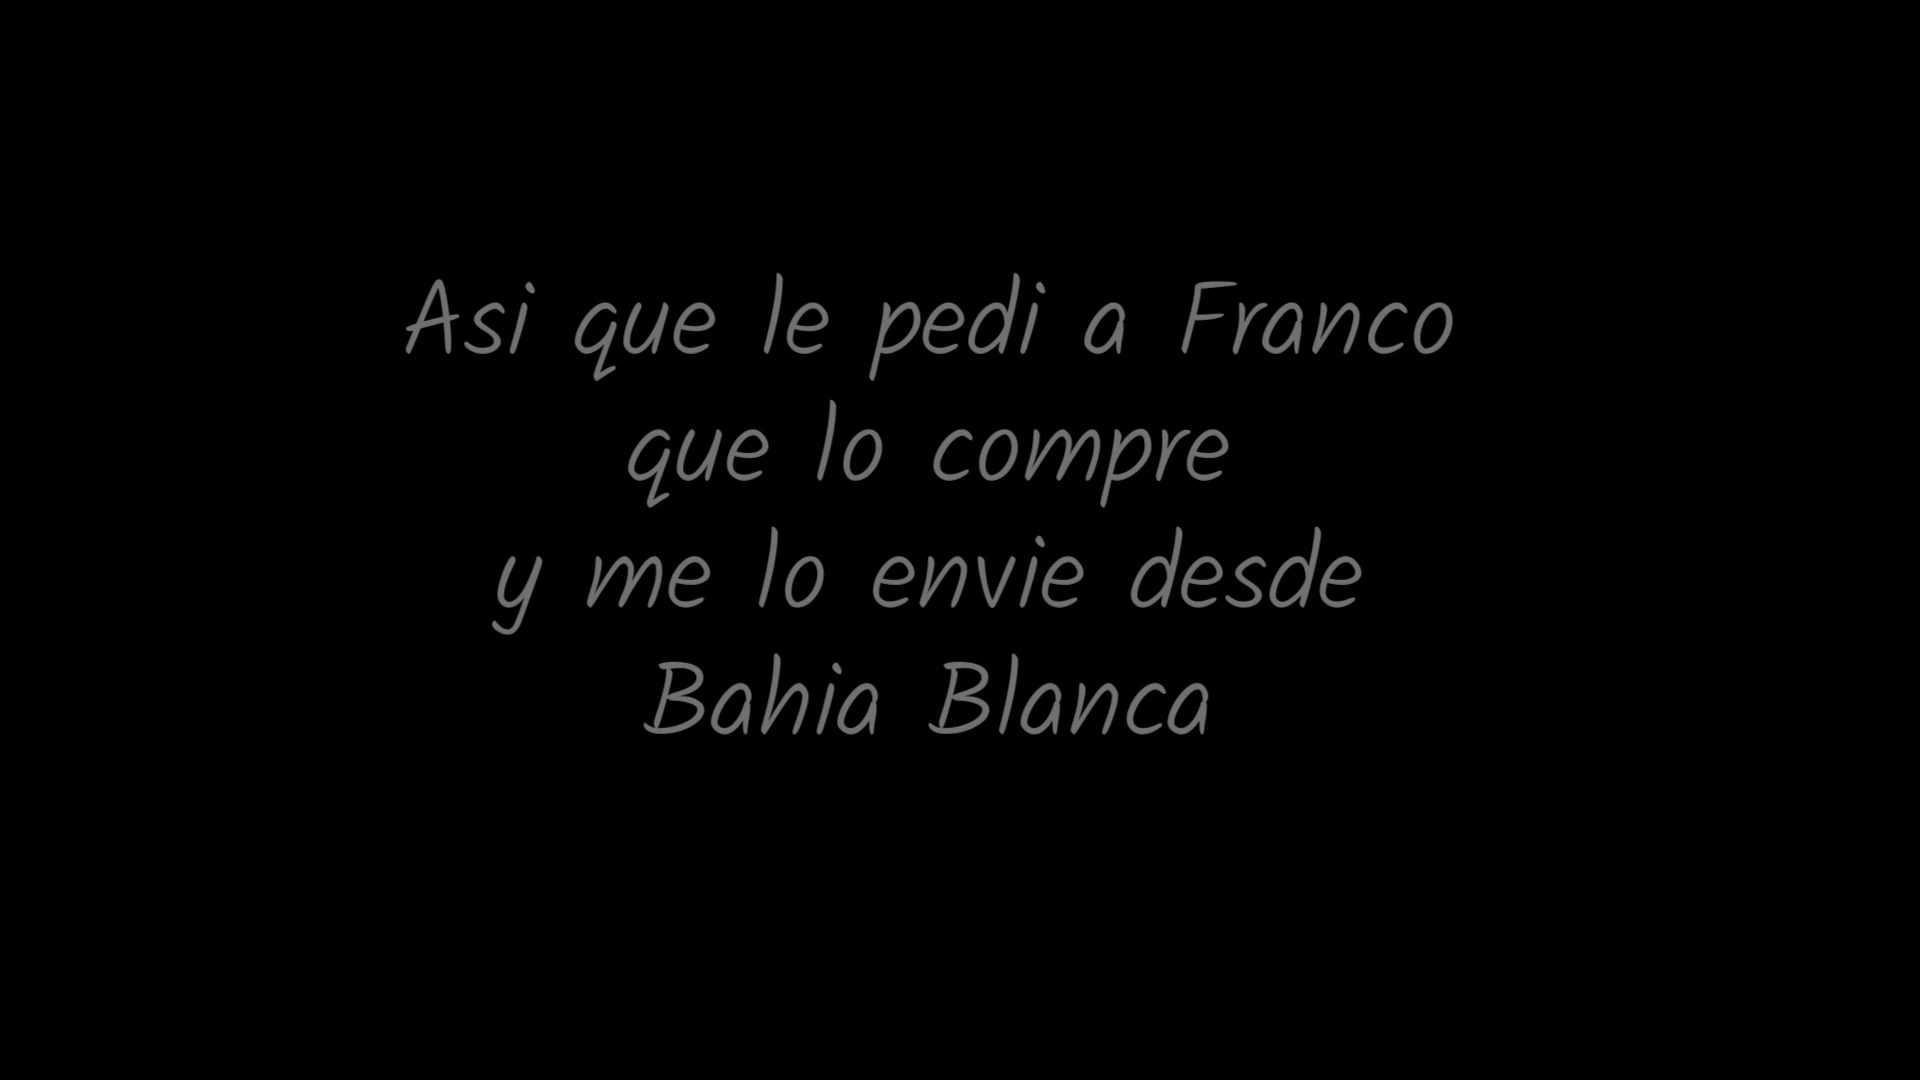 Asi que le pedi a Franco
que lo compre
y me lo envie desde
Bahia Blanca